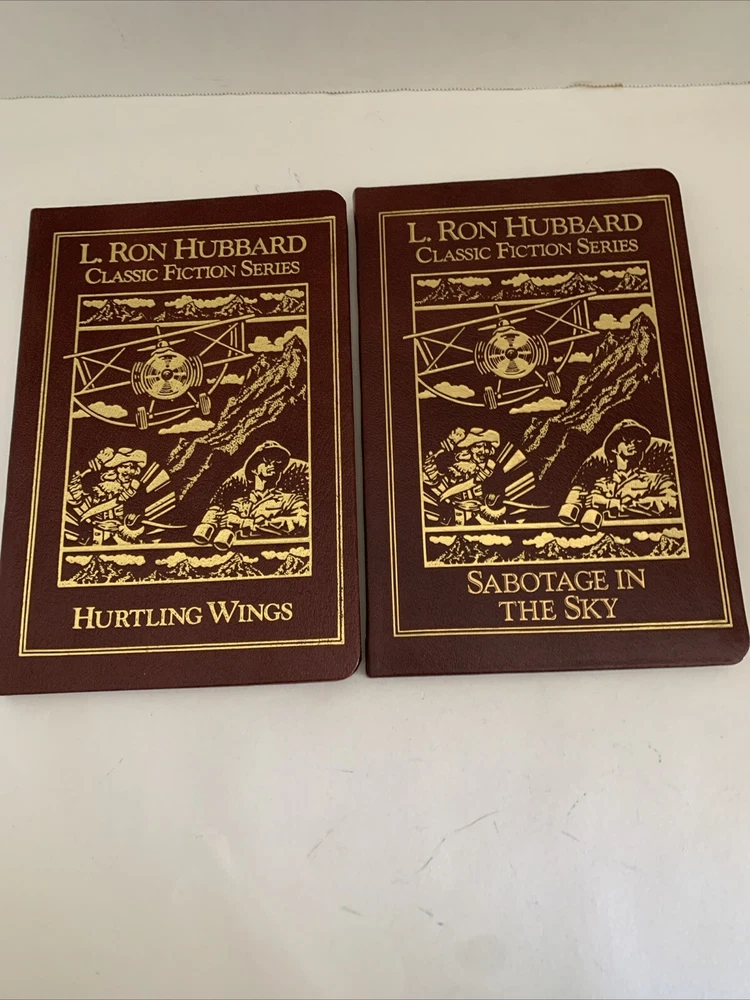 L. RON HUBBARD
CLASSIC FICTION SERIES
HURTLING WINGS
L. RON HUBBARD
CLASSIC FICTION SERIES
SABOTAGE IN
THE SKY